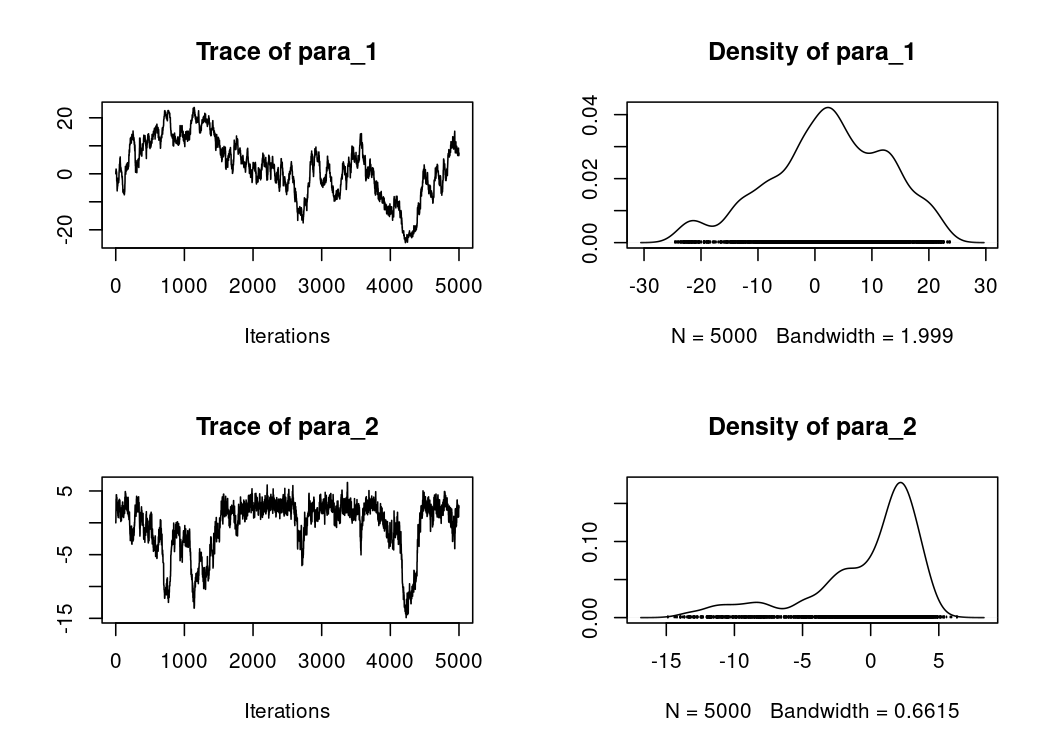 Trace of para_1
20
0
-20
0 1000 2000 3000 4000 5000
Iterations
Density of para_1
0.04
0.02
0.00
-30 -20 -10 0 10 20 30
N = 5000 Bandwidth = 1.999
Trace of para_2
5
-5
-15
0 1000 2000 3000 4000 5000
Iterations
Density of para_2
0.10
0.00
-15 -10 -5 0 5
N = 5000 Bandwidth = 0.6615